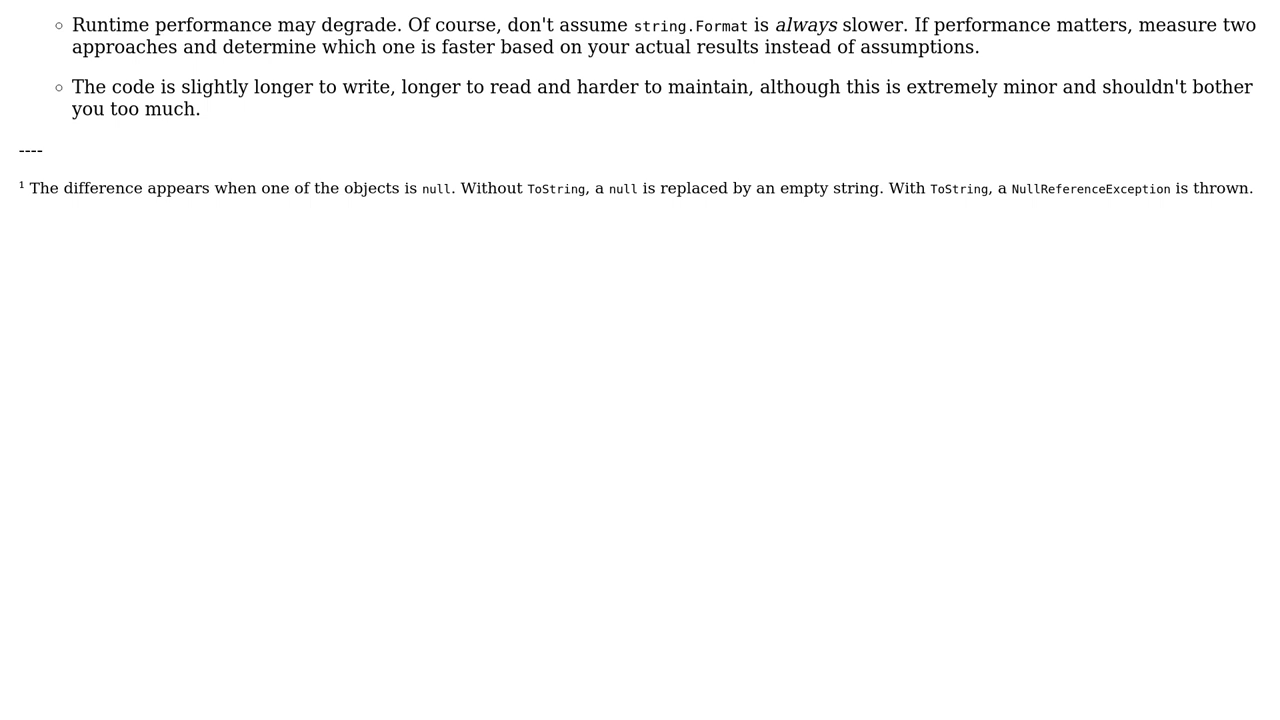 ◦ Runtime performance may degrade. Of course, don't assume string.Format is always slower. If performance matters, measure two
approaches and determine which one is faster based on your actual results instead of assumptions.
◦ The code is slightly longer to write, longer to read and harder to maintain, although this is extremely minor and shouldn't bother
you too much.
----
¹ The difference appears when one of the objects is null. Without ToString, a null is replaced by an empty string. With ToString, a NullReferenceException is thrown.